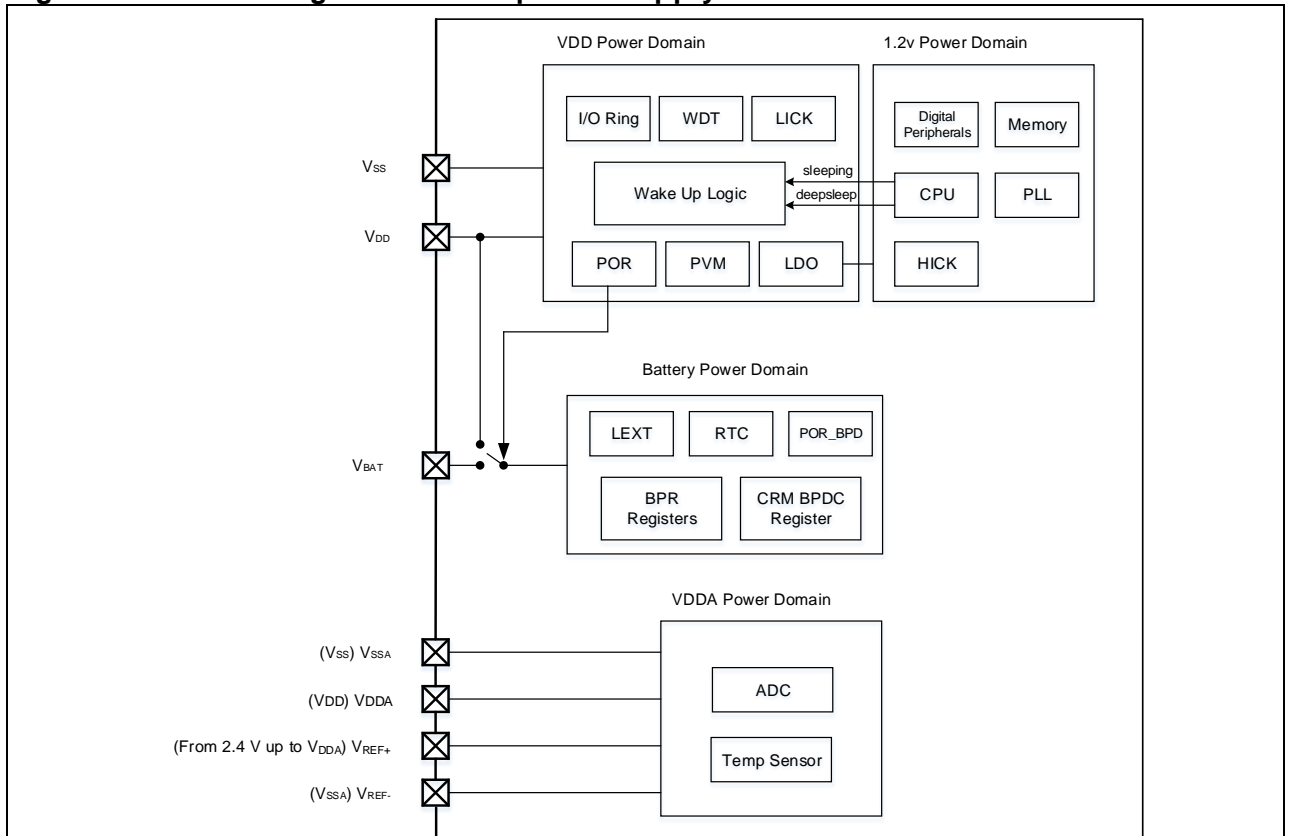 VDD Power Domain
1.2v Power Domain
I/O Ring
WDT
LICK
Digital
Peripherals
Memory
VSS
sleeping
Wake Up Logic
deepsleep
CPU
PLL
VDD
POR
PVM
LDO
HICK
Battery Power Domain
LEXT
RTC
POR_BPD
VBAT
BPR
Registers
CRM BPDC
Register
VDDA Power Domain
(VSS) VSSA
ADC
(VDD) VDDA
(From 2.4 V up to VDDA) VREF+
Temp Sensor
(VSSA) VREF-